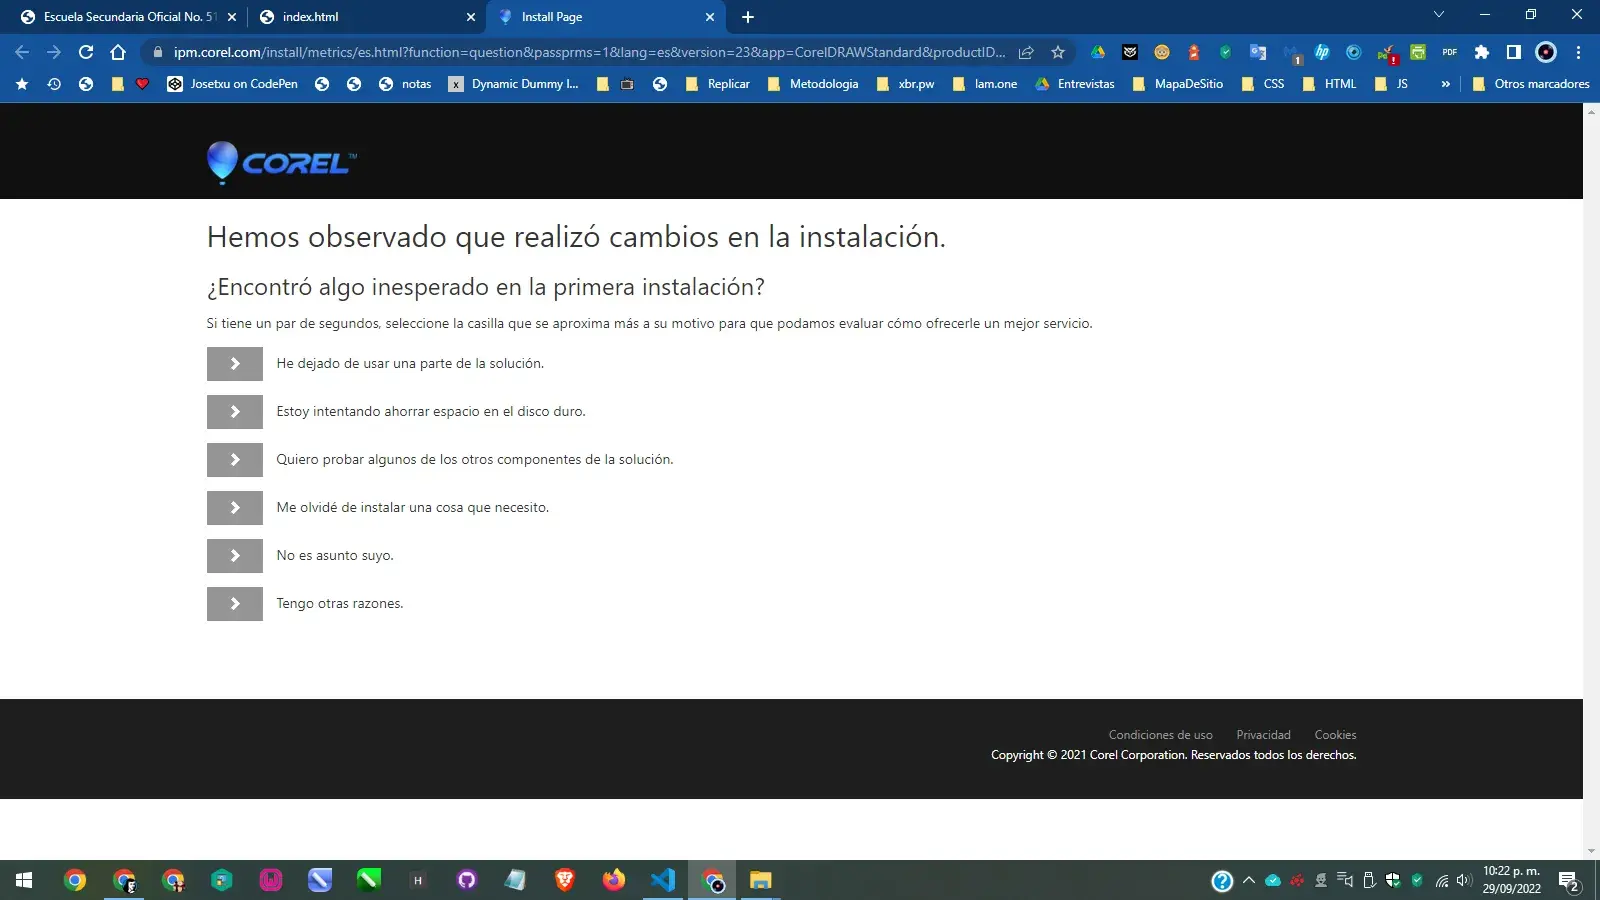 Escuela Secundaria Oficial No. 51
index.html
Install Page
ipm.corel.com/install/metrics/es.html?function=question&passprms=1&lang=es&version=23&app=CorelDRAWStandard&productID...
Josetxu on CodePen
notas
Dynamic Dummy I...
Replicar
Metodologia
xbr.pw
Iam.one
Entrevistas
MapaDeSitio
CSS
HTML
JS
»
Otros marcadores
COREL™
Hemos observado que realizó cambios en la instalación.
¿Encontró algo inesperado en la primera instalación?
Si tiene un par de segundos, seleccione la casilla que se aproxima más a su motivo para que podamos evaluar cómo ofrecerle un mejor servicio.
He dejado de usar una parte de la solución.
Estoy intentando ahorrar espacio en el disco duro.
Quiero probar algunos de los otros componentes de la solución.
Me olvidé de instalar una cosa que necesito.
No es asunto suyo.
Tengo otras razones.
Condiciones de uso Privacidad Cookies
Copyright © 2021 Corel Corporation. Reservados todos los derechos.
10:22 p. m.
29/09/2022
2